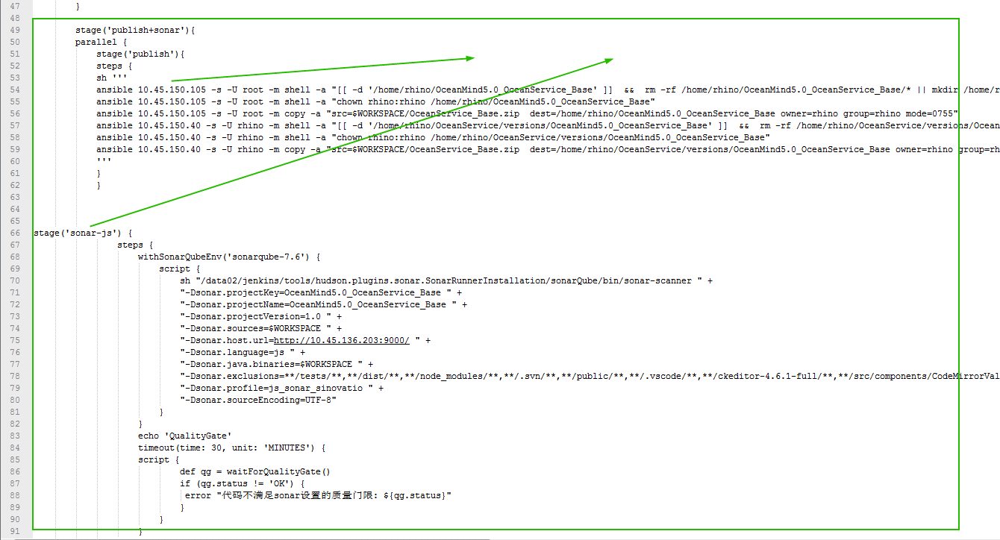 47 }
48
49 stage('publish+sonar'){
50 parallel {
51 stage('publish'){
52 steps {
53 sh '''
54 ansible 10.45.150.105 -s -U root -m shell -a "[[ -d '/home/rhino/OceanMind5.0_OceanService_Base' ]]  &&  rm -rf /home/rhino/OceanMind5.0_OceanService_Base/* || mkdir /home/r
55 ansible 10.45.150.105 -s -U root -m shell -a "chown rhino:rhino /home/rhino/OceanMind5.0_OceanService_Base"
56 ansible 10.45.150.105 -s -U root -m copy -a "src=$WORKSPACE/OceanService_Base.zip  dest=/home/rhino/OceanMind5.0_OceanService_Base owner=rhino group=rhino mode=0755"
57 ansible 10.45.150.40 -s -U rhino -m shell -a "[[ -d '/home/rhino/OceanService/versions/OceanMind5.0_OceanService_Base' ]]  &&  rm -rf /home/rhino/OceanService/versions/Ocean
58 ansible 10.45.150.40 -s -U rhino -m shell -a "chown rhino:rhino /home/rhino/OceanService/versions/OceanMind5.0_OceanService_Base"
59 ansible 10.45.150.40 -s -U rhino -m copy -a "src=$WORKSPACE/OceanService_Base.zip  dest=/home/rhino/OceanService/versions/OceanMind5.0_OceanService_Base owner=rhino group=rh
60 '''
61 }
62 }
63
64
65
66 stage('sonar-js') {
67 steps {
68 withSonarQubeEnv('sonarqube-7.6') {
69 script {
70 sh "/data02/jenkins/tools/hudson.plugins.sonar.SonarRunnerInstallation/sonarQube/bin/sonar-scanner " +
71 "-Dsonar.projectKey=OceanMind5.0_OceanService_Base " +
72 "-Dsonar.projectName=OceanMind5.0_OceanService_Base " +
73 "-Dsonar.projectVersion=1.0 " +
74 "-Dsonar.sources=$WORKSPACE " +
75 "-Dsonar.host.url=http://10.45.136.203:9000/ " +
76 "-Dsonar.language=js " +
77 "-Dsonar.java.binaries=$WORKSPACE " +
78 "-Dsonar.exclusions=**/tests/**,**/dist/**,**/node_modules/**,**/.svn/**,**/public/**,**/.vscode/**,**/ckeditor-4.6.1-full/**,**/src/components/CodeMirrorVal
79 "-Dsonar.profile=js_sonar_sinovatio " +
80 "-Dsonar.sourceEncoding=UTF-8"
81 }
82 }
83 echo 'QualityGate'
84 timeout(time: 30, unit: 'MINUTES') {
85 script {
86 def qg = waitForQualityGate()
87 if (qg.status != 'OK') {
88 error "代码不满足sonar设置的质量门限: ${qg.status}"
89 }
90 }
91 }